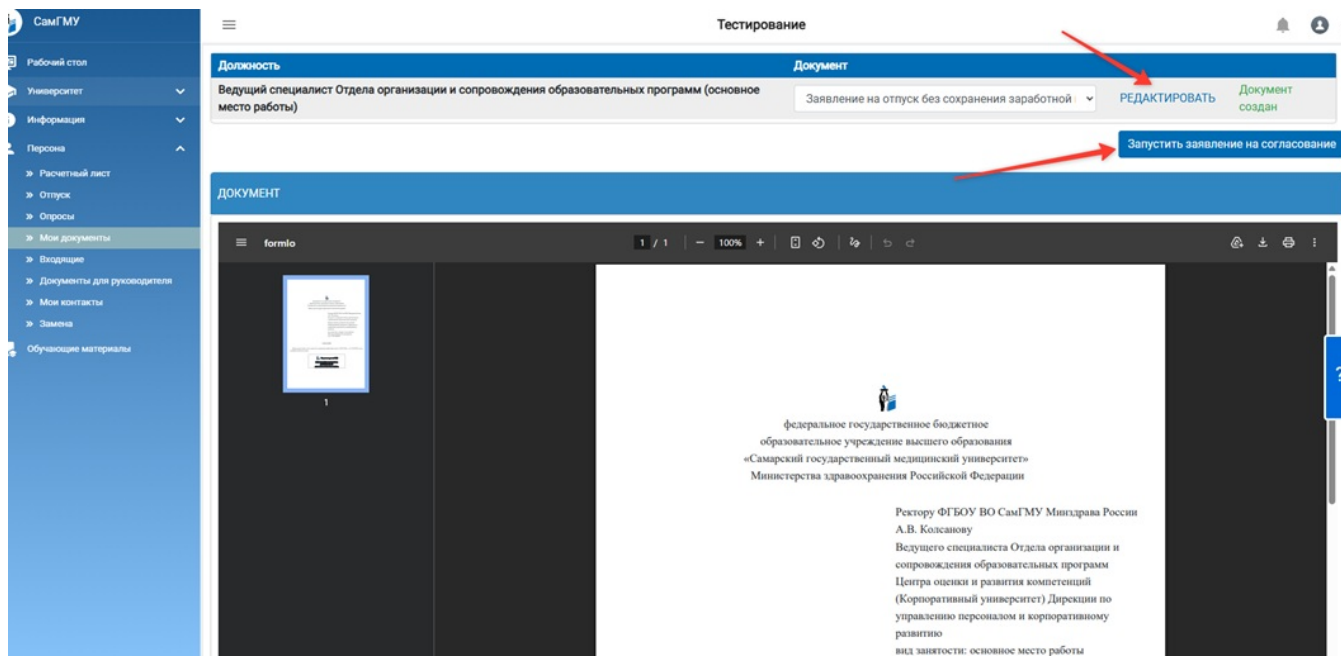 СамГМУ
Тестирование
Рабочий стол
Университет
Информация
Персона
Расчетный лист
Отпуск
Опросы
Мои документы
Входящие
Документы для руководителя
Мои контакты
Замена
Обучающие материалы
Должность
Документ
Ведущий специалист Отдела организации и сопровождения образовательных программ (основное
место работы)
Заявление на отпуск без сохранения заработной
РЕДАКТИРОВАТЬ
Документ
создан
Запустить заявление на согласование
ДОКУМЕНТ
formIo
1 / 1
100%
1
?
федеральное государственное бюджетное
образовательное учреждение высшего образования
«Самарский государственный медицинский университет»
Министерства здравоохранения Российской Федерации
Ректору ФГБОУ ВО СамГМУ Минздрава России
А.В. Колсанову
Ведущего специалиста Отдела организации и
сопровождения образовательных программ
Центра оценки и развития компетенций
(Корпоративный университет) Дирекции по
управлению персоналом и корпоративному
развитию
вид занятости: основное место работы